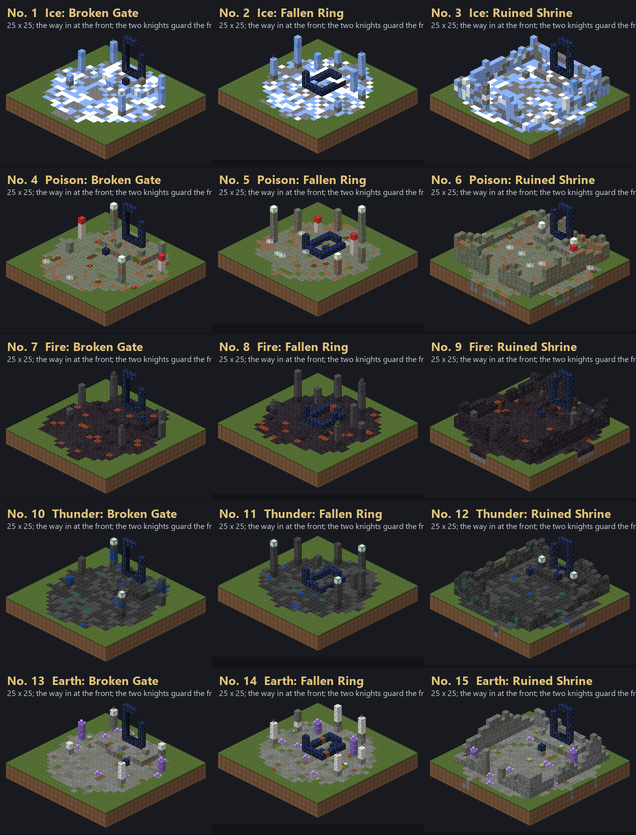 No. 1 Ice: Broken Gate
25 x 25; the way in at the front; the two knights guard the fr
No. 2 Ice: Fallen Ring
25 x 25; the way in at the front; the two knights guard the fr
No. 3 Ice: Ruined Shrine
25 x 25; the way in at the front; the two knights guard the fr
No. 4 Poison: Broken Gate
25 x 25; the way in at the front; the two knights guard the fr
No. 5 Poison: Fallen Ring
25 x 25; the way in at the front; the two knights guard the fr
No. 6 Poison: Ruined Shrine
25 x 25; the way in at the front; the two knights guard the fr
No. 7 Fire: Broken Gate
25 x 25; the way in at the front; the two knights guard the fr
No. 8 Fire: Fallen Ring
25 x 25; the way in at the front; the two knights guard the fr
No. 9 Fire: Ruined Shrine
25 x 25; the way in at the front; the two knights guard the fr
No. 10 Thunder: Broken Gate
25 x 25; the way in at the front; the two knights guard the fr
No. 11 Thunder: Fallen Ring
25 x 25; the way in at the front; the two knights guard the fr
No. 12 Thunder: Ruined Shrine
25 x 25; the way in at the front; the two knights guard the fr
No. 13 Earth: Broken Gate
25 x 25; the way in at the front; the two knights guard the fr
No. 14 Earth: Fallen Ring
25 x 25; the way in at the front; the two knights guard the fr
No. 15 Earth: Ruined Shrine
25 x 25; the way in at the front; the two knights guard the fr